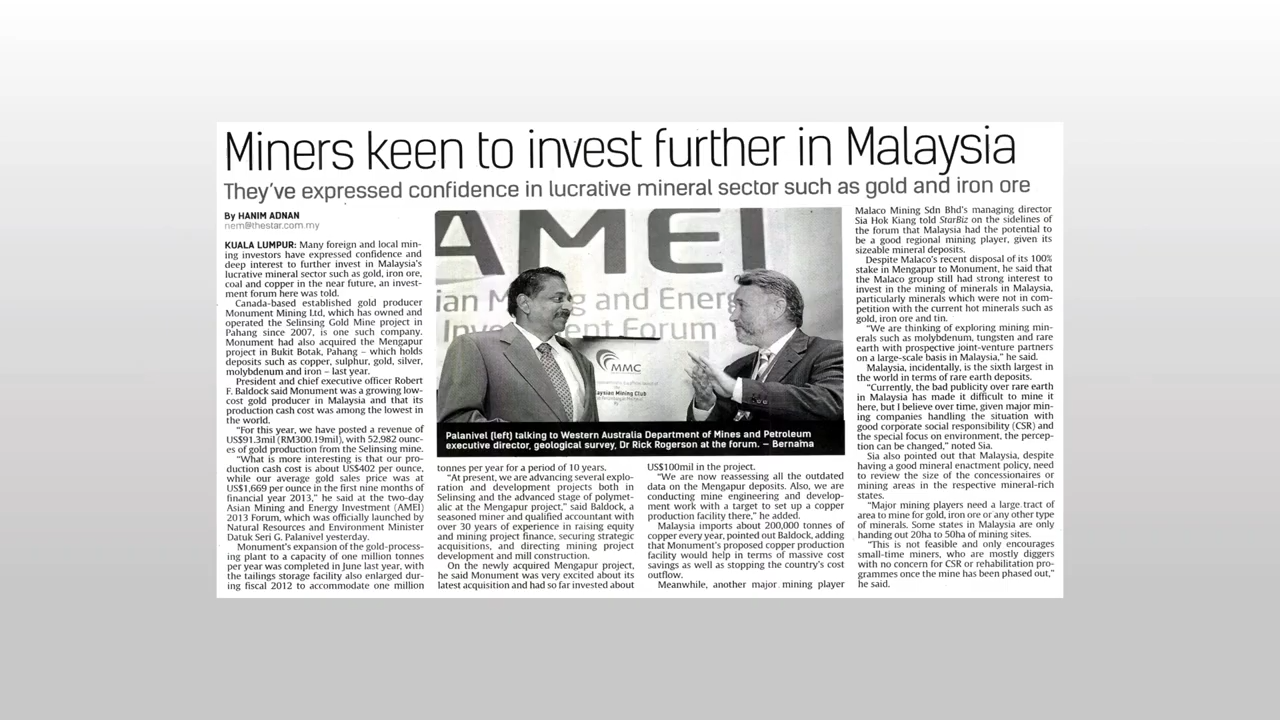 Miners keen to invest further in Malaysia
They've expressed confidence in lucrative mineral sector such as gold and iron ore
By HANIM ADNAN
nem@thestar.com.my
KUALA LUMPUR: Many foreign and local min-
ing investors have expressed confidence and
deep interest to further invest in Malaysia's
lucrative mineral sector such as gold, iron ore,
coal and copper in the near future, an invest-
ment forum here was told.
Canada-based established gold producer
Monument Mining Ltd, which has owned and
operated the Selinsing Gold Mine project in
Pahang since 2007, is one such company.
Monument had also acquired the Mengapur
project in Bukit Botak, Pahang – which holds
deposits such as copper, sulphur, gold, silver,
molybdenum and iron – last year.
President and chief executive officer Robert
F. Baldock said Monument was a growing low-
cost gold producer in Malaysia and that its
production cash cost was among the lowest in
the world.
"For this year, we have posted a revenue of
US$91.3mil (RM300.19mil), with 52,982 ounc-
es of gold production from the Selinsing mine.
"What is more interesting is that our pro-
duction cash cost is about US$402 per ounce,
while our average gold sales price was at
US$1,669 per ounce in the first nine months of
financial year 2013," he said at the two-day
Asian Mining and Energy Investment (AMEI)
2013 Forum, which was officially launched by
Natural Resources and Environment Minister
Datuk Seri G. Palanivel yesterday.
Monument's expansion of the gold-process-
ing plant to a capacity of one million tonnes
per year was completed in June last year, with
the tailings storage facility also enlarged dur-
ing fiscal 2012 to accommodate one million
AMEI
ian M g and Energ
Inve ent Forum
MMC
aysian Mining Club
Palanivel (left) talking to Western Australia Department of Mines and Petroleum
executive director, geological survey, Dr Rick Rogerson at the forum. – Bernama
tonnes per year for a period of 10 years.
"At present, we are advancing several explo-
ration and development projects both in
Selinsing and the advanced stage of polymet-
alic at the Mengapur project," said Baldock, a
seasoned miner and qualified accountant with
over 30 years of experience in raising equity
and mining project finance, securing strategic
acquisitions, and directing mining project
development and mill construction.
On the newly acquired Mengapur project,
he said Monument was very excited about its
latest acquisition and had so far invested about
US$100mil in the project.
"We are now reassessing all the outdated
data on the Mengapur deposits. Also, we are
conducting mine engineering and develop-
ment work with a target to set up a copper
production facility there," he added.
Malaysia imports about 200,000 tonnes of
copper every year, pointed out Baldock, adding
that Monument's proposed copper production
facility would help in terms of massive cost
savings as well as stopping the country's cost
outflow.
Meanwhile, another major mining player
Malaco Mining Sdn Bhd's managing director
Sia Hok Kiang told StarBiz on the sidelines of
the forum that Malaysia had the potential to
be a good regional mining player, given its
sizeable mineral deposits.
Despite Malaco's recent disposal of its 100%
stake in Mengapur to Monument, he said that
the Malaco group still had strong interest to
invest in the mining of minerals in Malaysia,
particularly minerals which were not in com-
petition with the current hot minerals such as
gold, iron ore and tin.
"We are thinking of exploring mining min-
erals such as molybdenum, tungsten and rare
earth with prospective joint-venture partners
on a large-scale basis in Malaysia," he said.
Malaysia, incidentally, is the sixth largest in
the world in terms of rare earth deposits.
"Currently, the bad publicity over rare earth
in Malaysia has made it difficult to mine it
here, but I believe over time, given major min-
ing companies handling the situation with
good corporate social responsibility (CSR) and
the special focus on environment, the percep-
tion can be changed," noted Sia.
Sia also pointed out that Malaysia, despite
having a good mineral enactment policy, need
to review the size of the concessionaires or
mining areas in the respective mineral-rich
states.
"Major mining players need a large tract of
area to mine for gold, iron ore or any other type
of minerals. Some states in Malaysia are only
handing out 20ha to 50ha of mining sites.
"This is not feasible and only encourages
small-time miners, who are mostly diggers
with no concern for CSR or rehabilitation pro-
grammes once the mine has been phased out,"
he said.